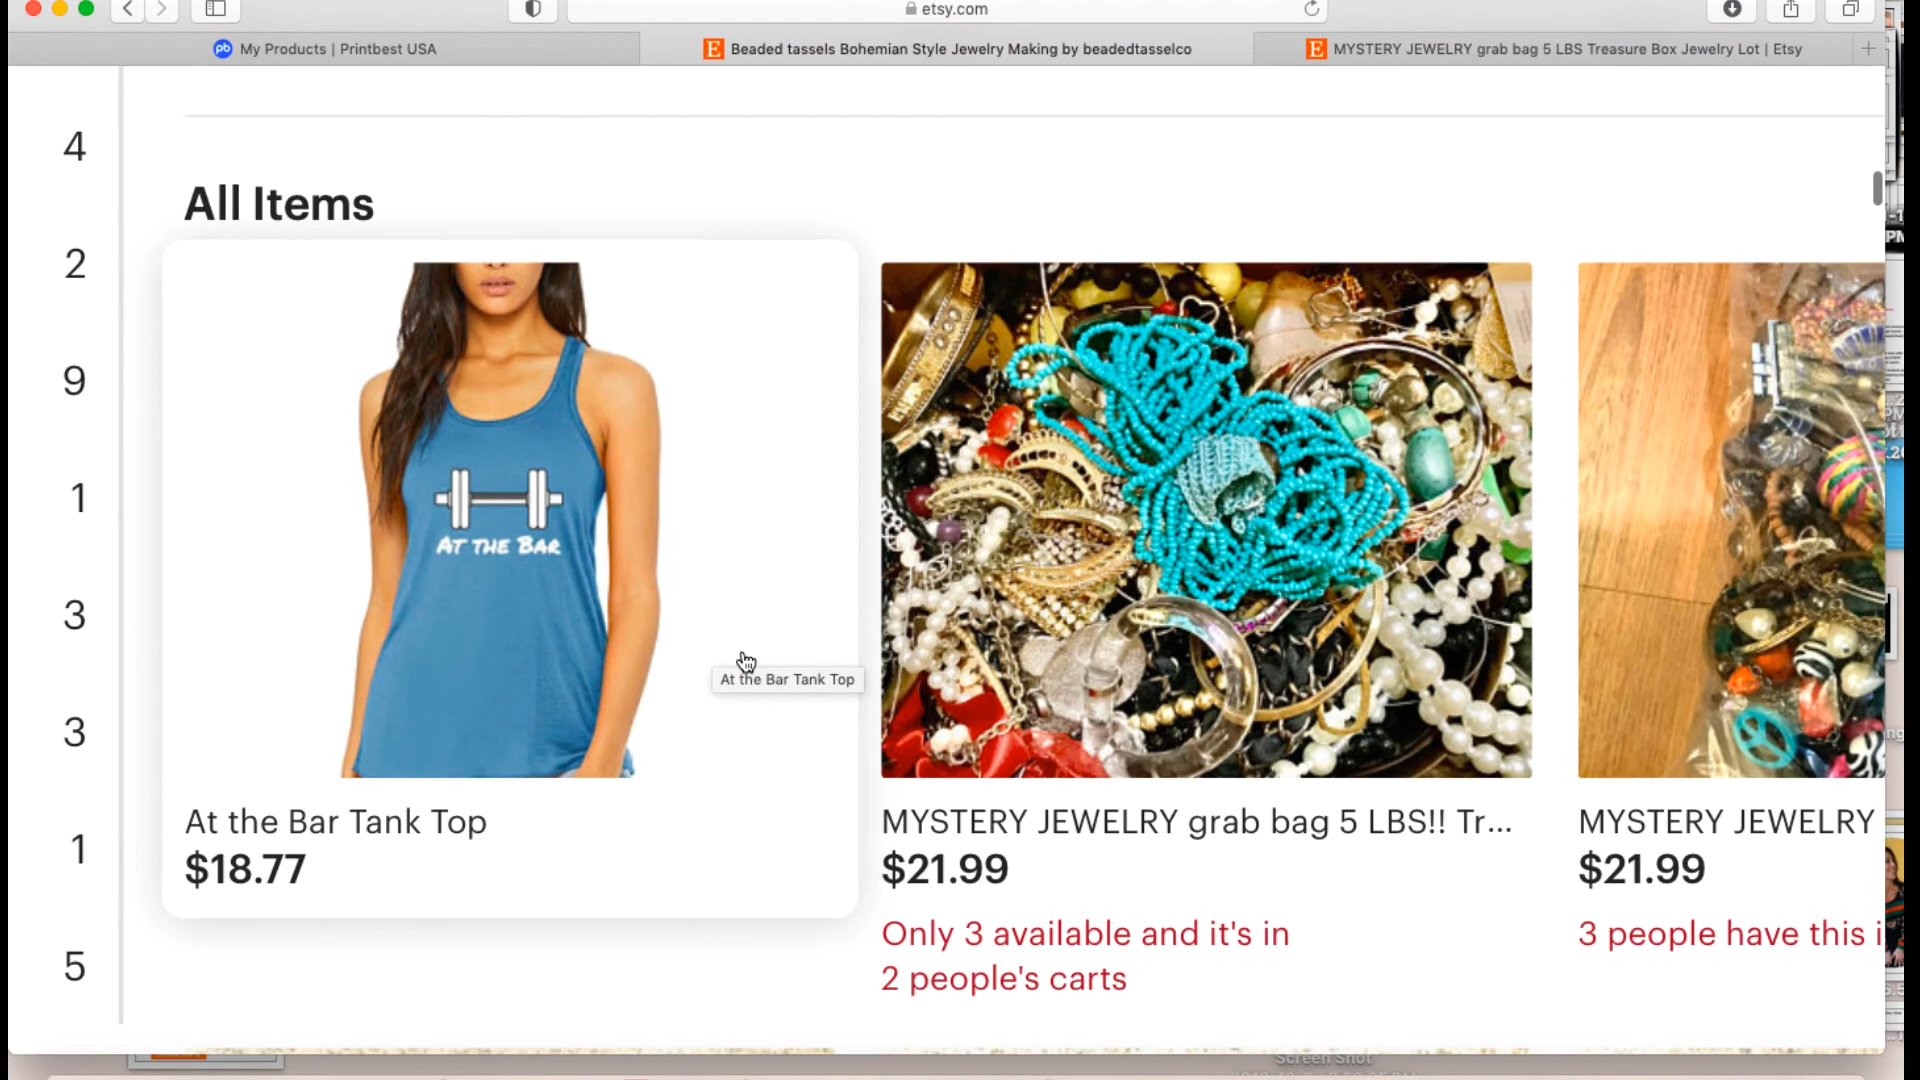 etsy.com
pb My Products | Printbest USA
E Beaded tassels Bohemian Style Jewelry Making by beadedtasselco
E MYSTERY JEWELRY grab bag 5 LBS Treasure Box Jewelry Lot | Etsy
4
2
9
1
3
3
1
5
All Items
AT THE BAR
At the Bar Tank Top
At the Bar Tank Top
$18.77
MYSTERY JEWELRY grab bag 5 LBS!! Tr...
$21.99
Only 3 available and it's in
2 people's carts
MYSTERY JEWELRY
$21.99
3 people have this i
Screen Shot